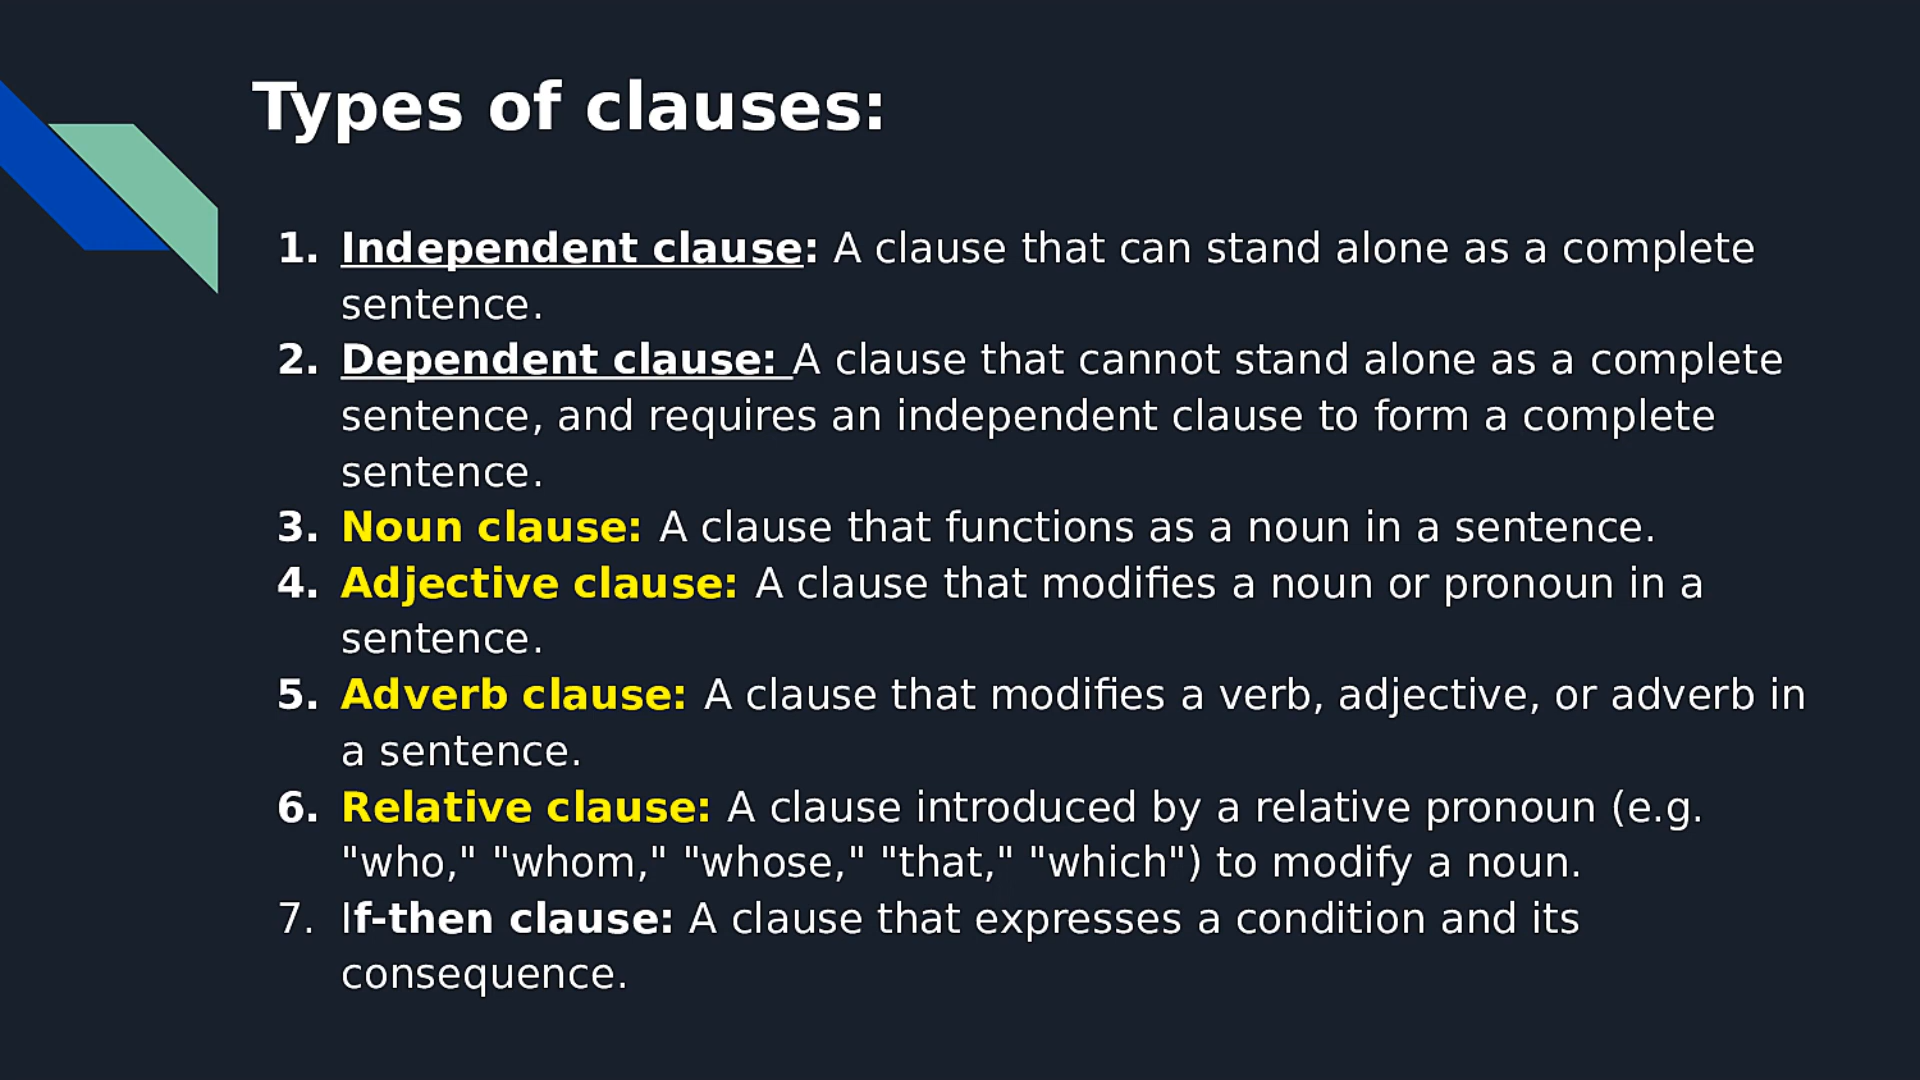 Types of clauses:
1. Independent clause: A clause that can stand alone as a complete
sentence.
2. Dependent clause: A clause that cannot stand alone as a complete
sentence, and requires an independent clause to form a complete
sentence.
3. Noun clause: A clause that functions as a noun in a sentence.
4. Adjective clause: A clause that modifies a noun or pronoun in a
sentence.
5. Adverb clause: A clause that modifies a verb, adjective, or adverb in
a sentence.
6. Relative clause: A clause introduced by a relative pronoun (e.g.
"who," "whom," "whose," "that," "which") to modify a noun.
7. If-then clause: A clause that expresses a condition and its
consequence.